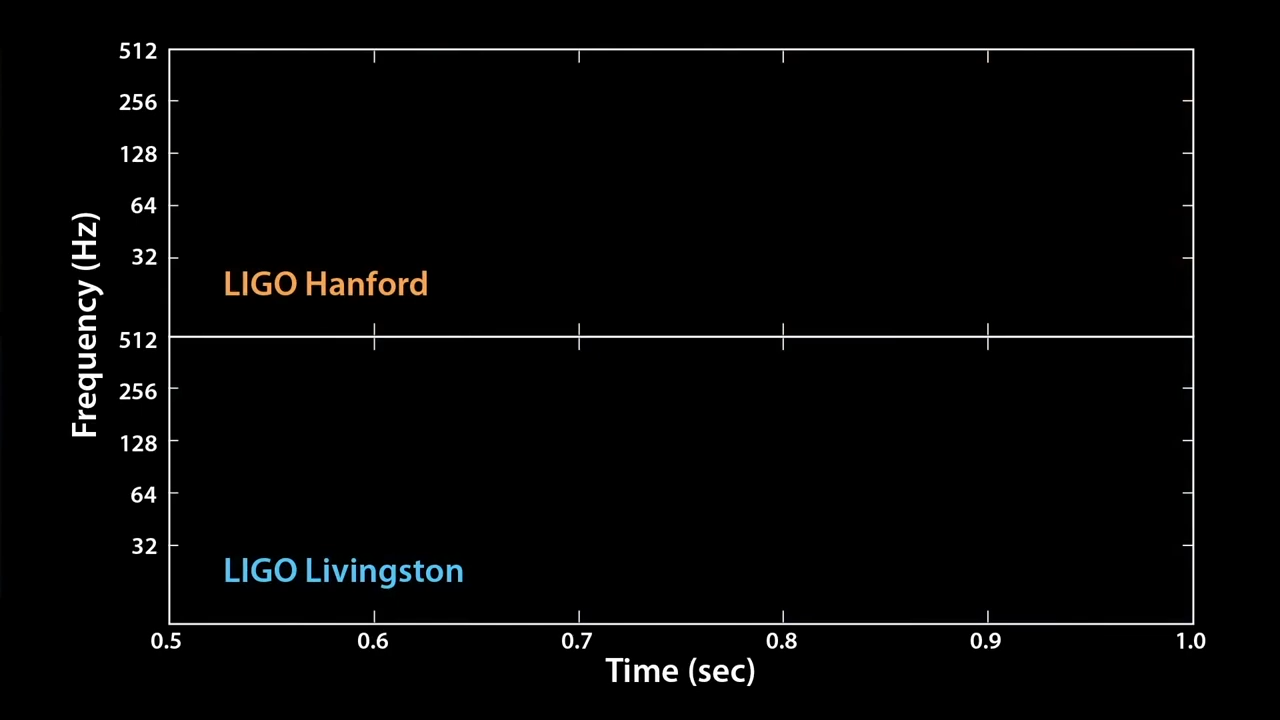 512
256
128
64
32
LIGO Hanford
Frequency (Hz)
512
256
128
64
32
LIGO Livingston
0.5 0.6 0.7 0.8 0.9 1.0
Time (sec)